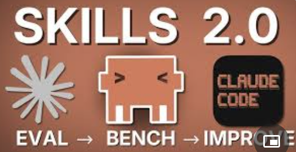 SKILLS 2.0
CLAUDE
CODE
EVAL → BENCH → IMPROVE